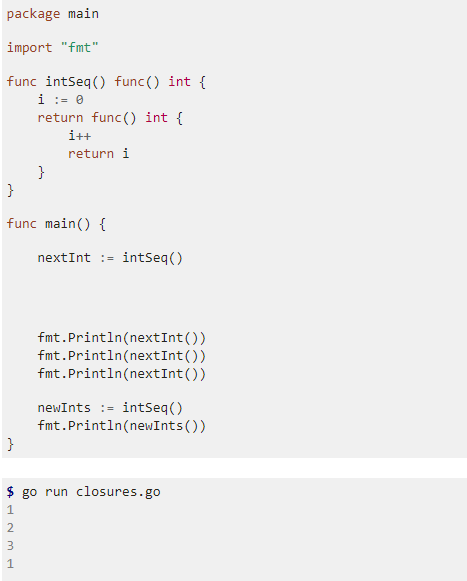 package main
import "fmt"
func intSeq() func() int {
    i := 0
    return func() int {
        i++
        return i
    }
}
func main() {
    nextInt := intSeq()
    fmt.Println(nextInt())
    fmt.Println(nextInt())
    fmt.Println(nextInt())
    newInts := intSeq()
    fmt.Println(newInts())
}
$ go run closures.go
1
2
3
1